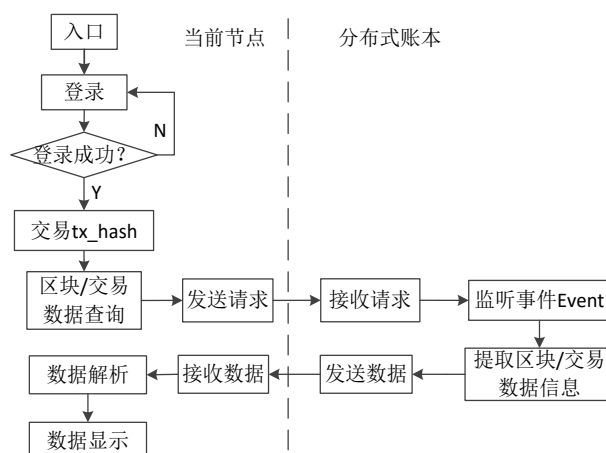 入口
当前节点
分布式账本
登录
N
登录成功？
Y
交易tx_hash
区块/交易
数据查询
发送请求
接收请求
监听事件Event
数据解析
接收数据
发送数据
提取区块/交易
数据信息
数据显示